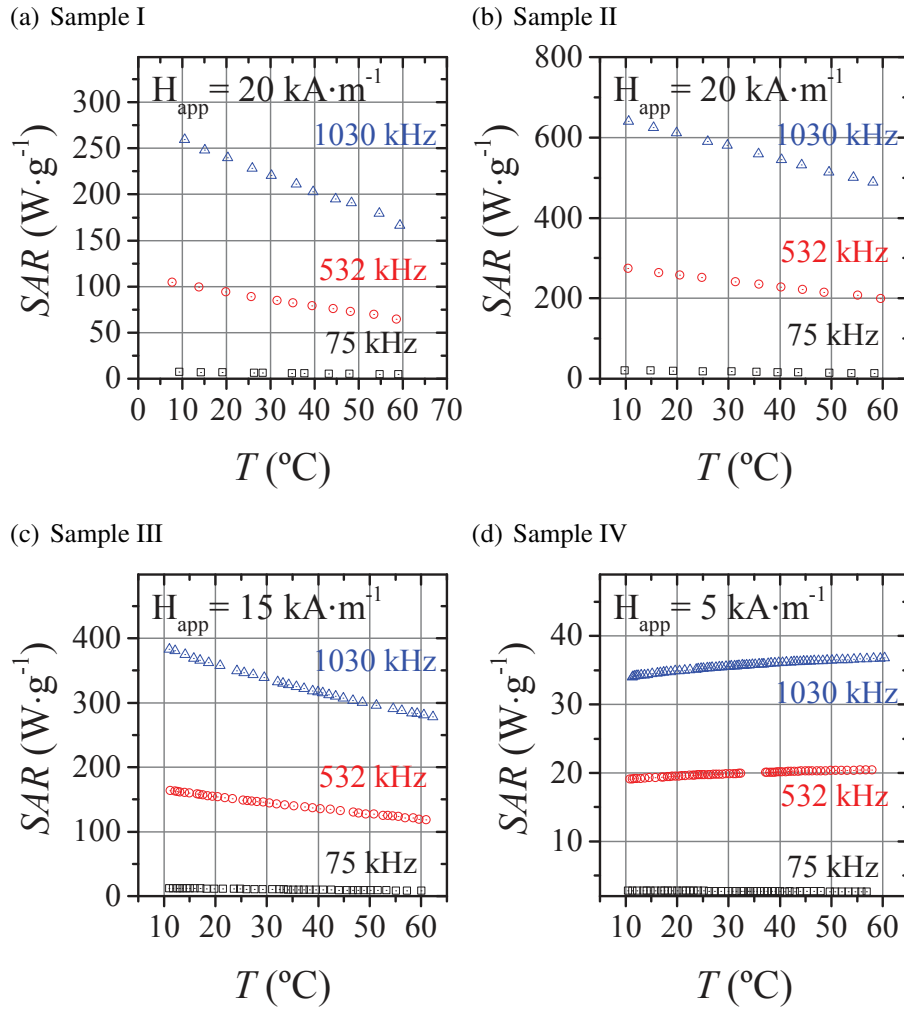 (a) Sample I
H_app = 20 kA·m⁻¹
1030 kHz
532 kHz
75 kHz
SAR (W·g⁻¹)
350
300
250
200
150
100
50
0
0 10 20 30 40 50 60 70
T (ºC)
(b) Sample II
H_app = 20 kA·m⁻¹
1030 kHz
532 kHz
75 kHz
SAR (W·g⁻¹)
800
600
400
200
0
10 20 30 40 50 60
T (ºC)
(c) Sample III
H_app = 15 kA·m⁻¹
1030 kHz
532 kHz
75 kHz
SAR (W·g⁻¹)
400
300
200
100
0
10 20 30 40 50 60
T (ºC)
(d) Sample IV
H_app = 5 kA·m⁻¹
1030 kHz
532 kHz
75 kHz
SAR (W·g⁻¹)
40
30
20
10
10 20 30 40 50 60
T (ºC)